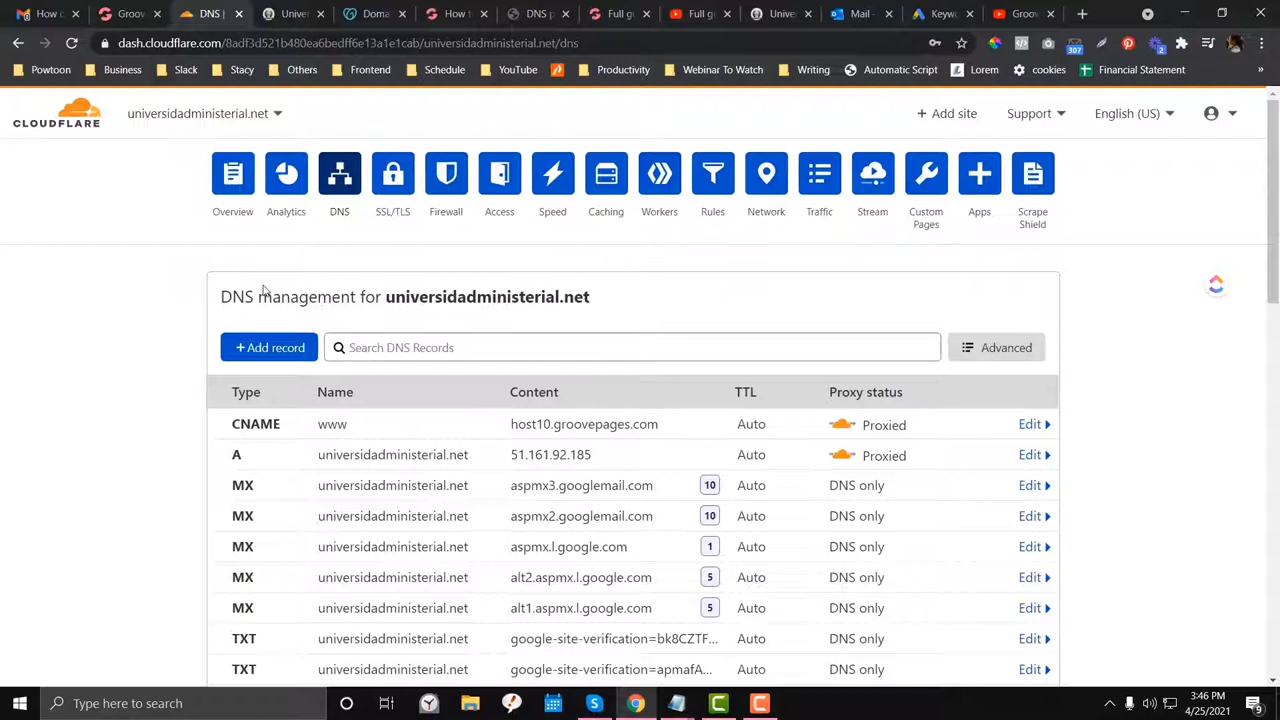 Mail c
Groov
DNS |
Univer
Doma
How t
DNS p
Full g
Full g
Univer
Mail -
Keyw
Groov
dash.cloudflare.com/8adf3d521b480ea6bedff6e13a1e1cab/universidadministerial.net/dns
307
2
Powtoon Business Slack Stacy Others Frontend Schedule YouTube Productivity Webinar To Watch Writing Automatic Script Lorem cookies Financial Statement »
CLOUDFLARE
universidadministerial.net
+ Add site Support English (US)
Overview Analytics DNS SSL/TLS Firewall Access Speed Caching Workers Rules Network Traffic Stream Custom Pages Apps Scrape Shield
DNS management for universidadministerial.net
+ Add record Search DNS Records Advanced
Type Name Content TTL Proxy status
CNAME www host10.groovepages.com Auto Proxied Edit
A universidadministerial.net 51.161.92.185 Auto Proxied Edit
MX universidadministerial.net aspmx3.googlemail.com 10 Auto DNS only Edit
MX universidadministerial.net aspmx2.googlemail.com 10 Auto DNS only Edit
MX universidadministerial.net aspmx.l.google.com 1 Auto DNS only Edit
MX universidadministerial.net alt2.aspmx.l.google.com 5 Auto DNS only Edit
MX universidadministerial.net alt1.aspmx.l.google.com 5 Auto DNS only Edit
TXT universidadministerial.net google-site-verification=bk8CZTF... Auto DNS only Edit
TXT universidadministerial.net google-site-verification=apmafA... Auto DNS only Edit
Type here to search
3:46 PM
4/25/2021
9